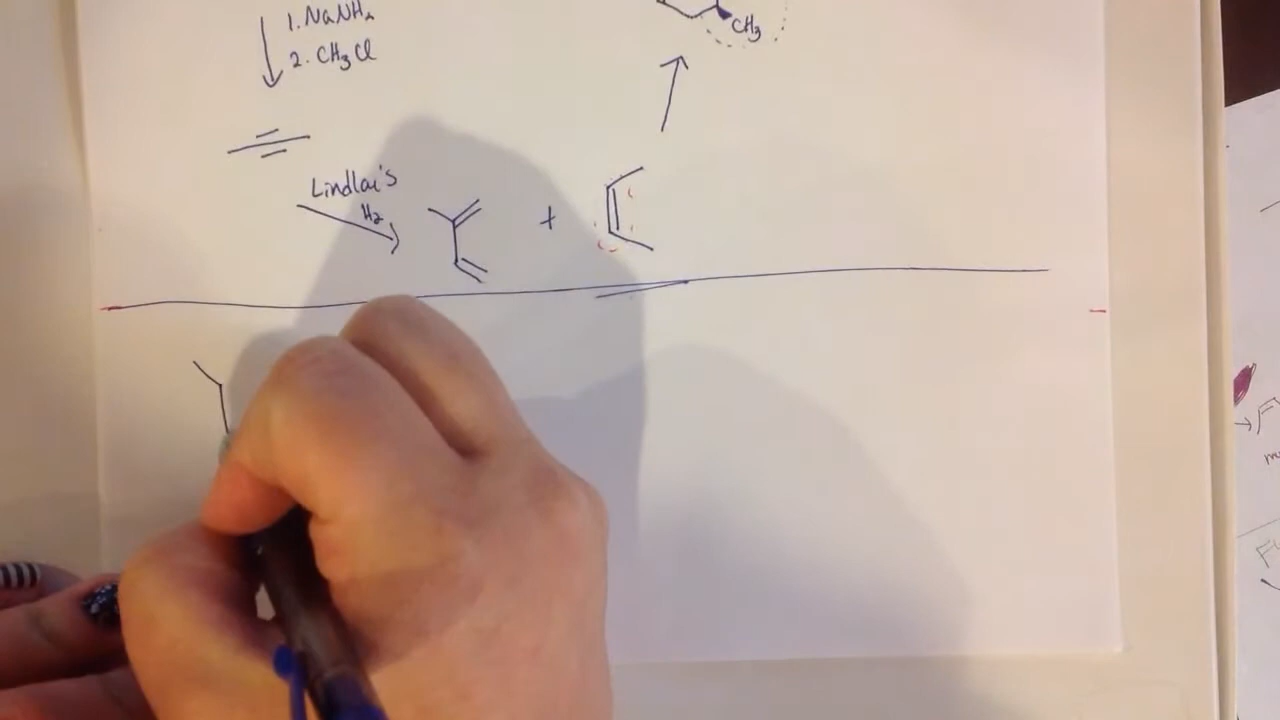 1. NaNH₂
2. CH₃Cl
CH₃
Lindlar's
H₂
+